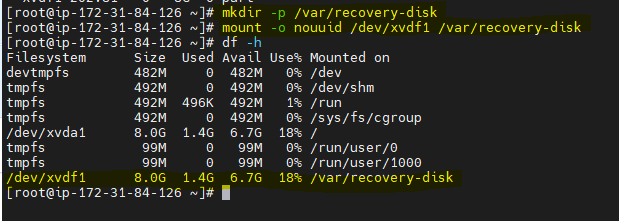 [root@ip-172-31-84-126 ~]# mkdir -p /var/recovery-disk
[root@ip-172-31-84-126 ~]# mount -o nouuid /dev/xvdf1 /var/recovery-disk
[root@ip-172-31-84-126 ~]# df -h
Filesystem      Size  Used Avail Use% Mounted on
devtmpfs        482M     0  482M   0% /dev
tmpfs           492M     0  492M   0% /dev/shm
tmpfs           492M  496K  492M   1% /run
tmpfs           492M     0  492M   0% /sys/fs/cgroup
/dev/xvda1      8.0G  1.4G  6.7G  18% /
tmpfs            99M     0   99M   0% /run/user/0
tmpfs            99M     0   99M   0% /run/user/1000
/dev/xvdf1      8.0G  1.4G  6.7G  18% /var/recovery-disk
[root@ip-172-31-84-126 ~]#